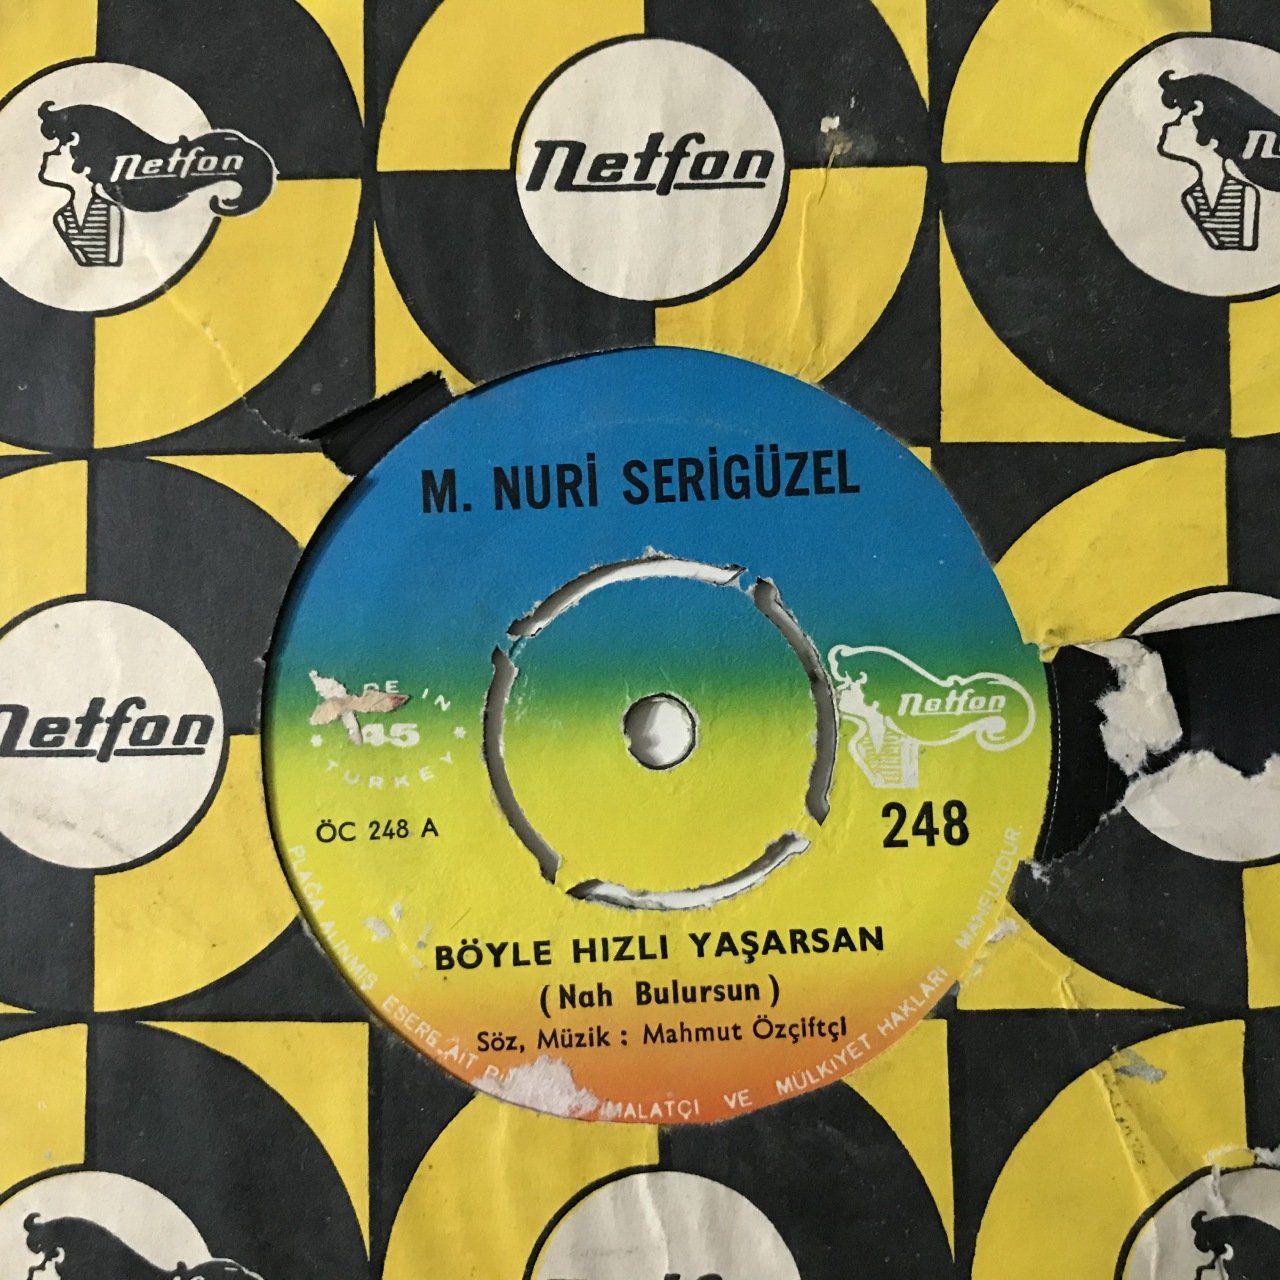 Netfon
Netfon
M. NURİ SERİGÜZEL
Netfon
Netfon
45
TURKEY
ÖC 248 A
248
BÖYLE HIZLI YAŞARSAN
(Nah Bulursun)
Söz, Müzik : Mahmut Özçiftçi
PLAĞA ALINMIŞ ESERE AİT
İMALATÇI VE MÜLKİYET HAKLARI MAHFUZDUR.